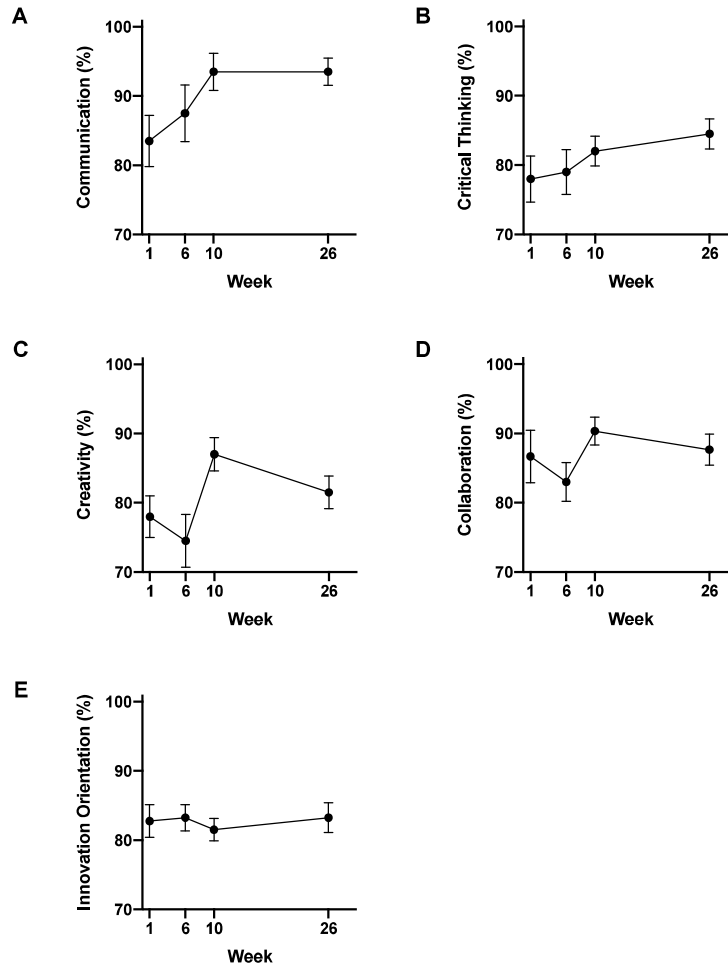 A
Communication (%)
100
90
80
70
1 6 10 26
Week
B
Critical Thinking (%)
100
90
80
70
1 6 10 26
Week
C
Creativity (%)
100
90
80
70
1 6 10 26
Week
D
Collaboration (%)
100
90
80
70
1 6 10 26
Week
E
Innovation Orientation (%)
100
90
80
70
1 6 10 26
Week